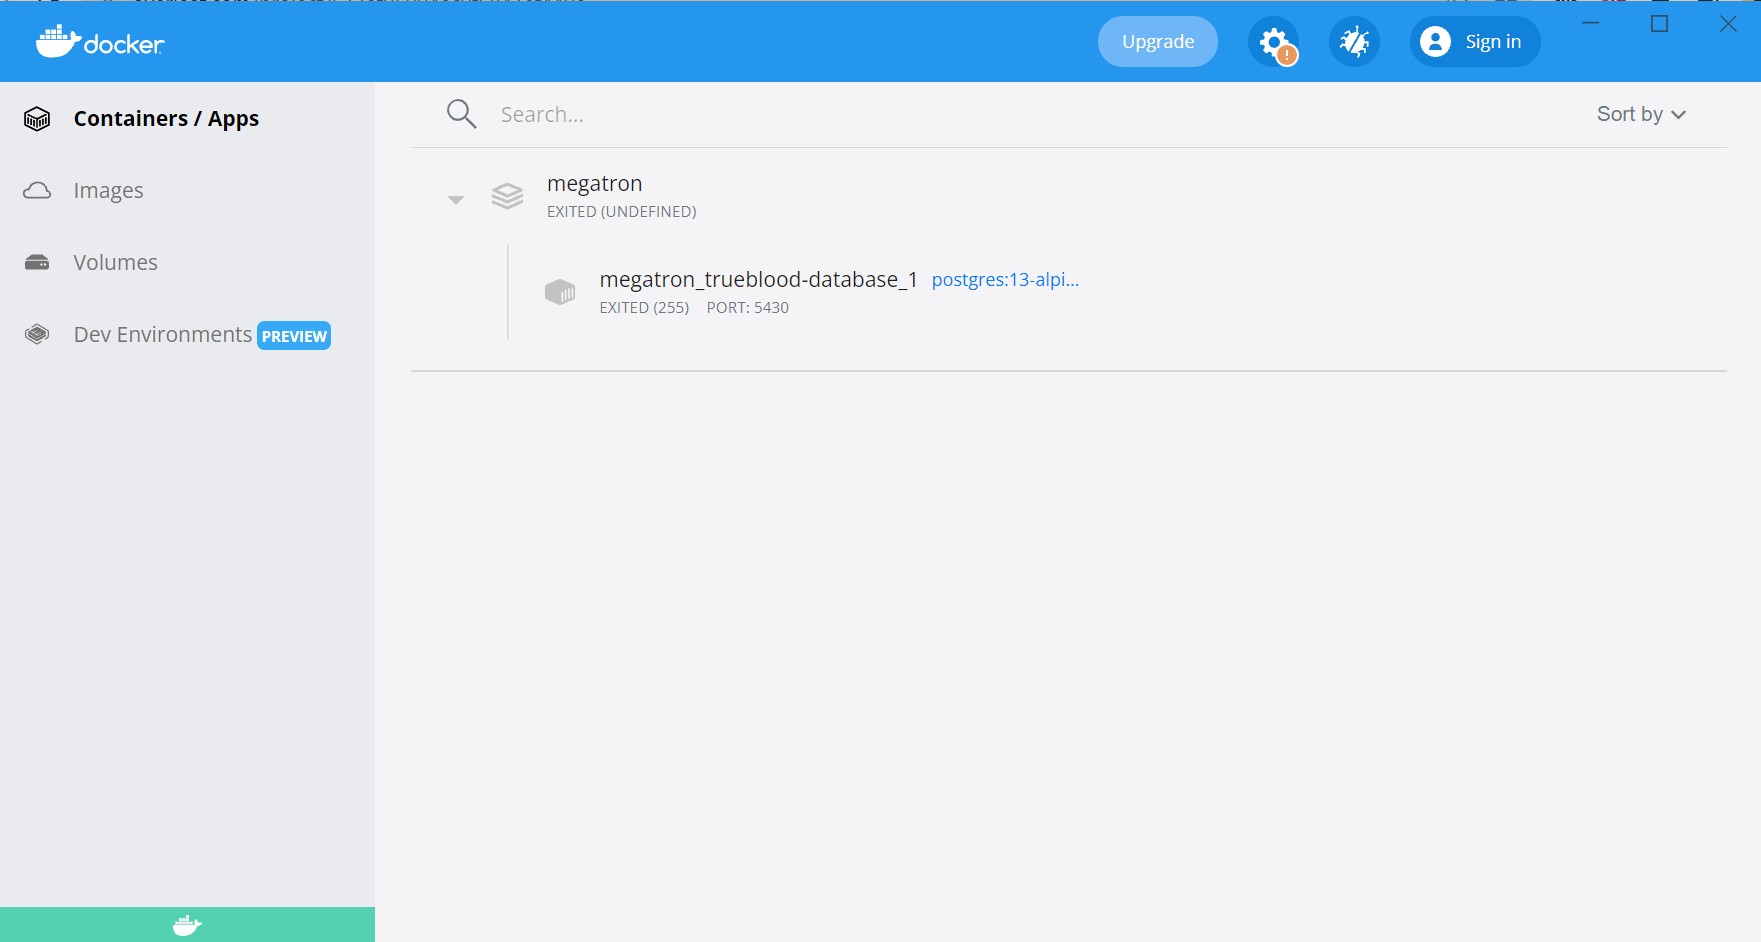 docker
Upgrade
Sign in
Containers / Apps
Images
Volumes
Dev Environments PREVIEW
Search...
Sort by
megatron
EXITED (UNDEFINED)
megatron_trueblood-database_1 postgres:13-alpi...
EXITED (255) PORT: 5430